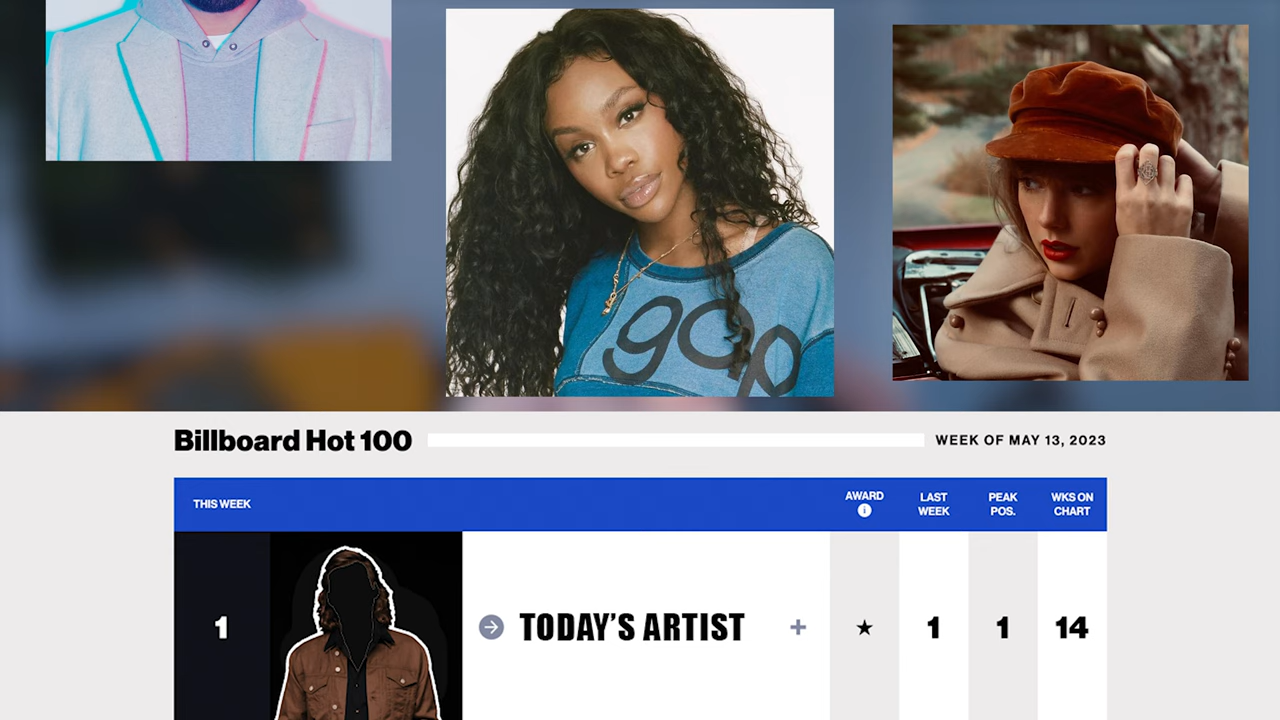 gap
Billboard Hot 100
WEEK OF MAY 13, 2023
THIS WEEK
AWARD
i
LAST
WEEK
PEAK
POS.
WKS ON
CHART
1
TODAY'S ARTIST
+
★
1
1
14